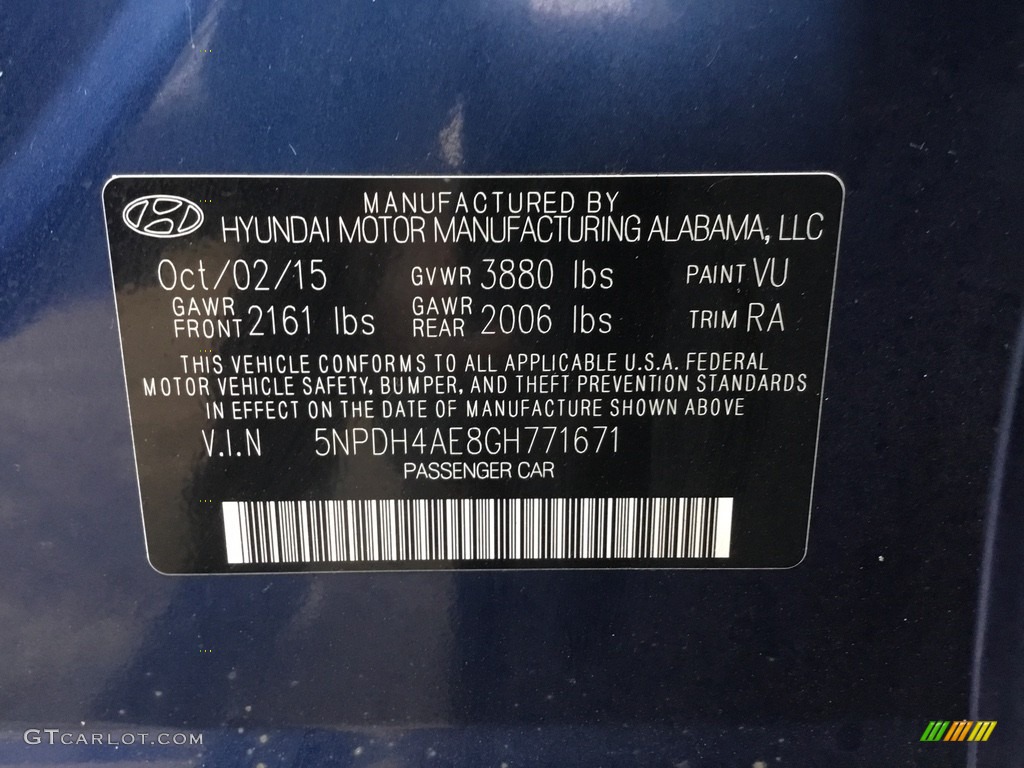 MANUFACTURED BY
HYUNDAI MOTOR MANUFACTURING ALABAMA, LLC
Oct/02/15 GVWR 3880 lbs PAINT VU
GAWR FRONT 2161 lbs GAWR REAR 2006 lbs TRIM RA
THIS VEHICLE CONFORMS TO ALL APPLICABLE U.S.A. FEDERAL
MOTOR VEHICLE SAFETY, BUMPER, AND THEFT PREVENTION STANDARDS
IN EFFECT ON THE DATE OF MANUFACTURE SHOWN ABOVE
V.I.N 5NPDH4AE8GH771671
PASSENGER CAR
GTCARLOT.COM